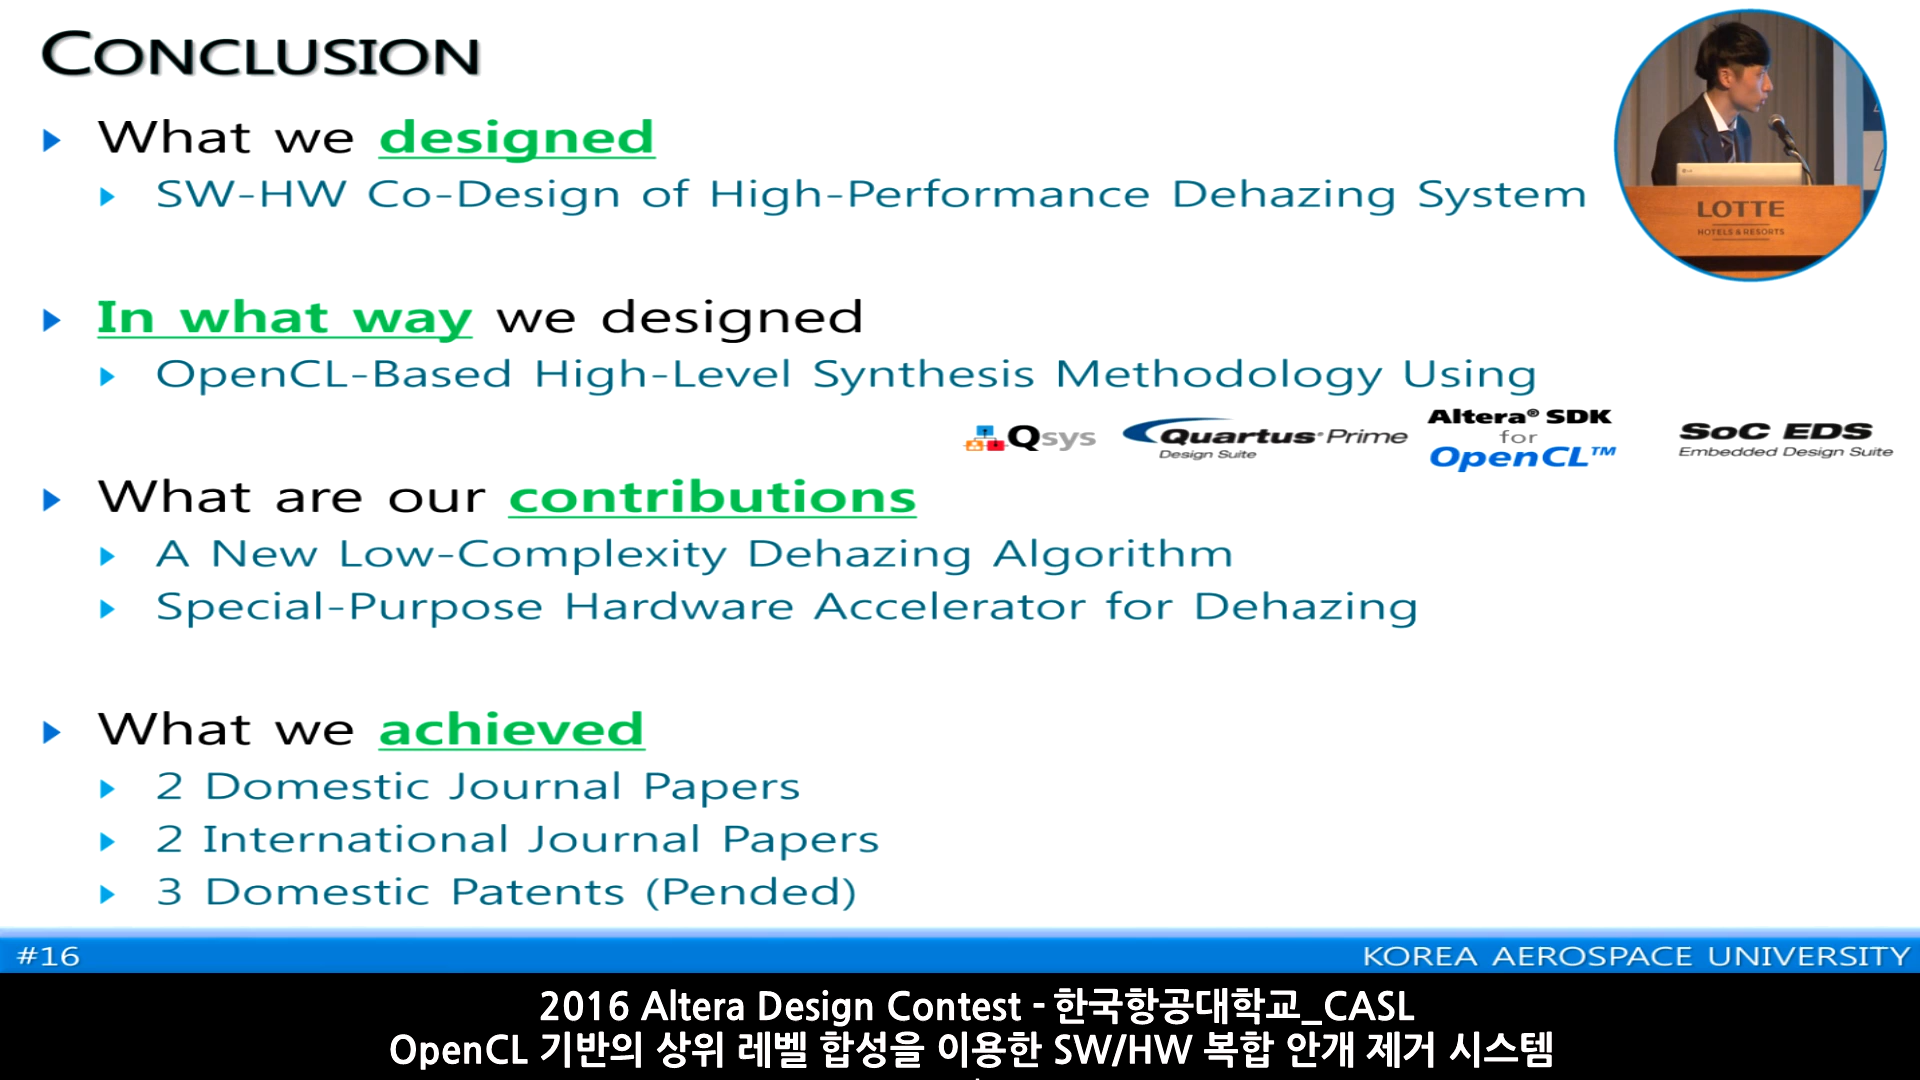 CONCLUSION
What we designed
SW-HW Co-Design of High-Performance Dehazing System
LOTTE
HOTELS & RESORTS
In what way we designed
OpenCL-Based High-Level Synthesis Methodology Using
Qsys
Quartus Prime
Design Suite
Altera® SDK
for
OpenCL™
SoC EDS
Embedded Design Suite
What are our contributions
A New Low-Complexity Dehazing Algorithm
Special-Purpose Hardware Accelerator for Dehazing
What we achieved
2 Domestic Journal Papers
2 International Journal Papers
3 Domestic Patents (Pended)
#16
KOREA AEROSPACE UNIVERSITY
2016 Altera Design Contest - 한국항공대학교_CASL
OpenCL 기반의 상위 레벨 합성을 이용한 SW/HW 복합 안개 제거 시스템